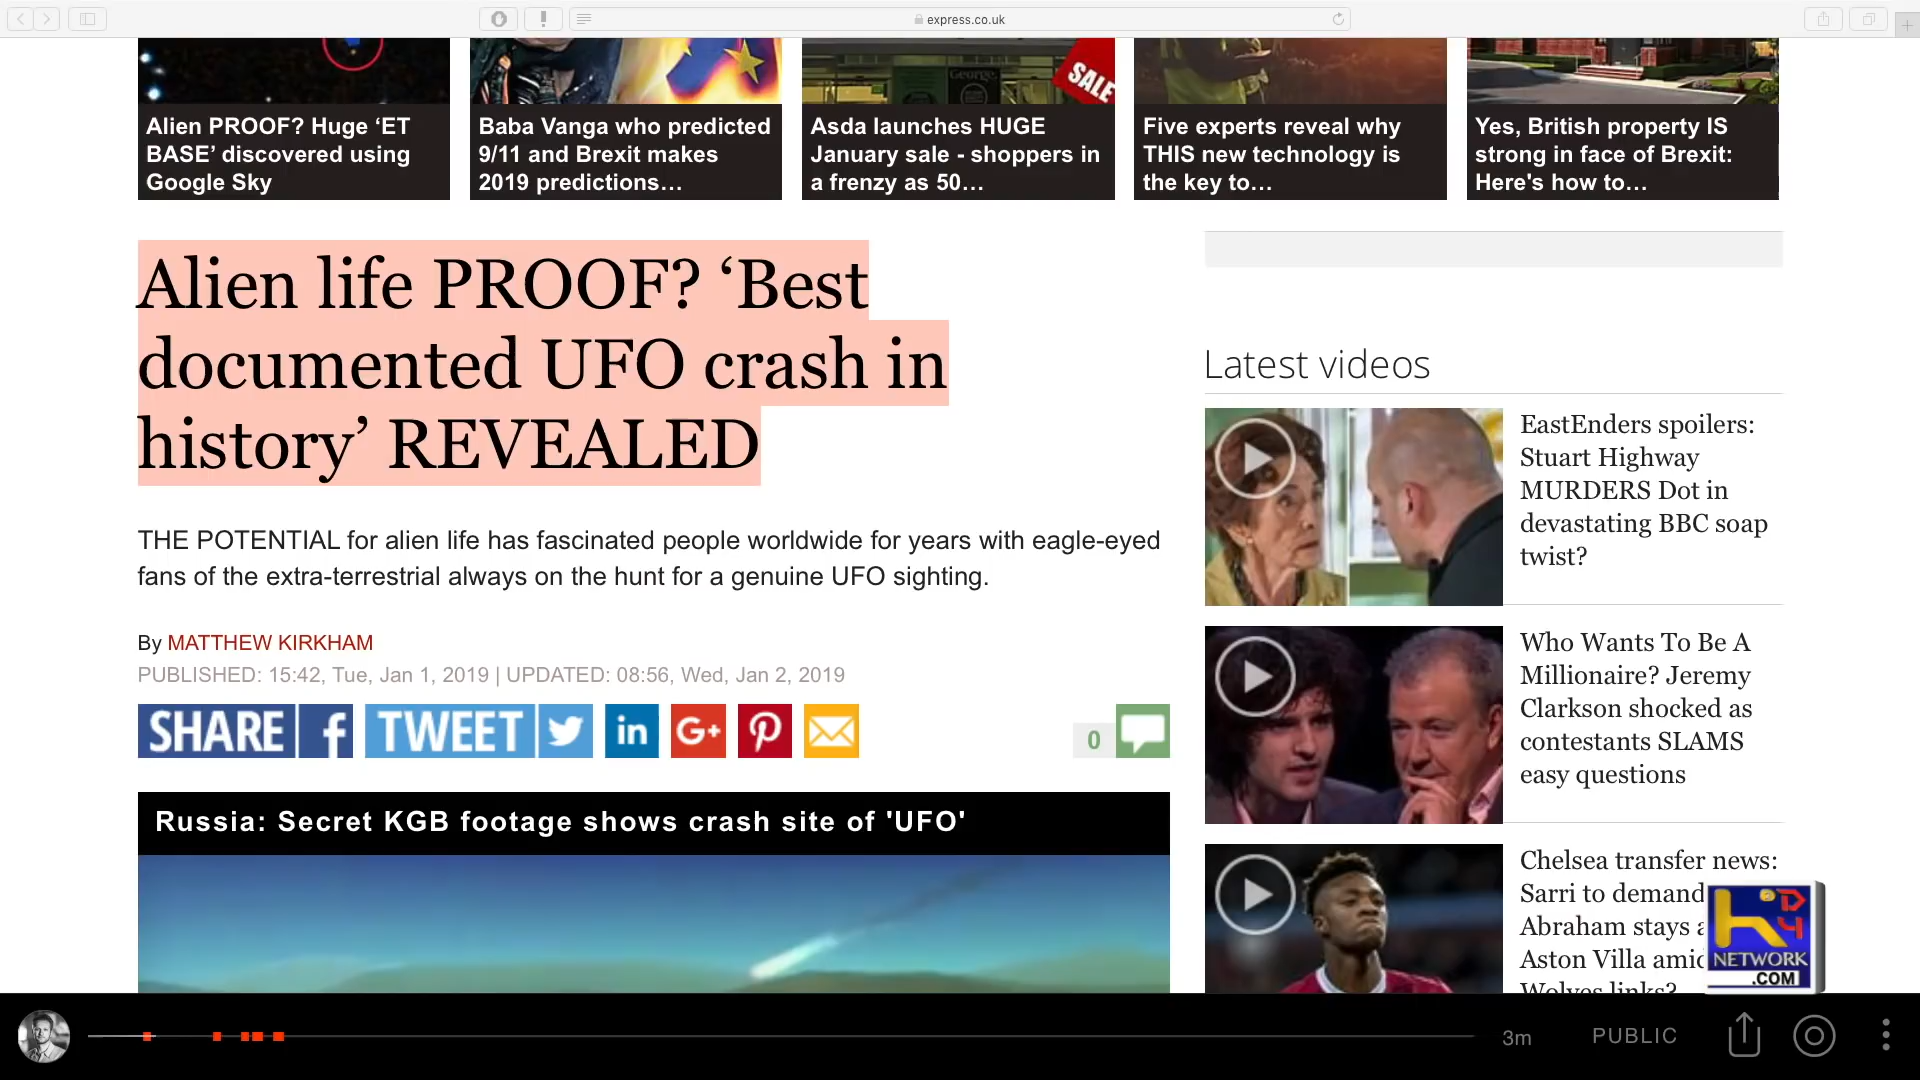 express.co.uk
George.
SALE
Alien PROOF? Huge ‘ET
BASE’ discovered using
Google Sky
Baba Vanga who predicted
9/11 and Brexit makes
2019 predictions…
Asda launches HUGE
January sale - shoppers in
a frenzy as 50…
Five experts reveal why
THIS new technology is
the key to…
Yes, British property IS
strong in face of Brexit:
Here's how to…
Alien life PROOF? ‘Best
documented UFO crash in
history’ REVEALED
THE POTENTIAL for alien life has fascinated people worldwide for years with eagle-eyed
fans of the extra-terrestrial always on the hunt for a genuine UFO sighting.
By MATTHEW KIRKHAM
PUBLISHED: 15:42, Tue, Jan 1, 2019 | UPDATED: 08:56, Wed, Jan 2, 2019
SHARE f TWEET in G+ 0
Russia: Secret KGB footage shows crash site of 'UFO'
Latest videos
EastEnders spoilers:
Stuart Highway
MURDERS Dot in
devastating BBC soap
twist?
Who Wants To Be A
Millionaire? Jeremy
Clarkson shocked as
contestants SLAMS
easy questions
Chelsea transfer news:
Sarri to demand
Abraham stays
Aston Villa
Wolves links?
NETWORK
.COM
3m
PUBLIC